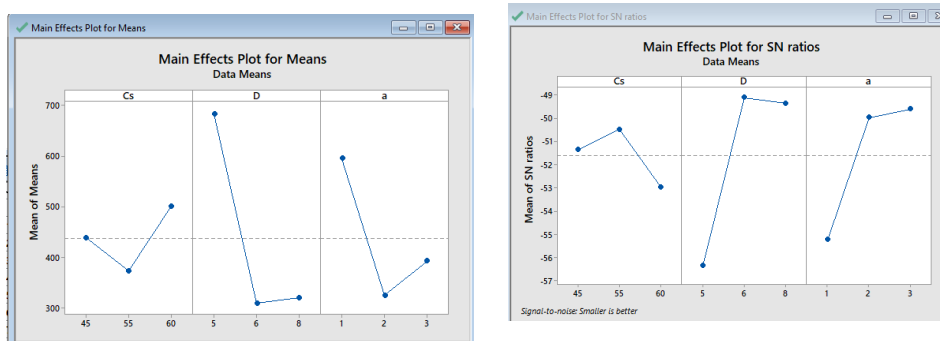 Main Effects Plot for Means
Main Effects Plot for Means
Data Means
Cs D a
Mean of Means
700
600
500
400
300
45 55 60 5 6 8 1 2 3
Main Effects Plot for SN ratios
Main Effects Plot for SN ratios
Data Means
Cs D a
Mean of SN ratios
-49
-50
-51
-52
-53
-54
-55
-56
-57
45 55 60 5 6 8 1 2 3
Signal-to-noise: Smaller is better